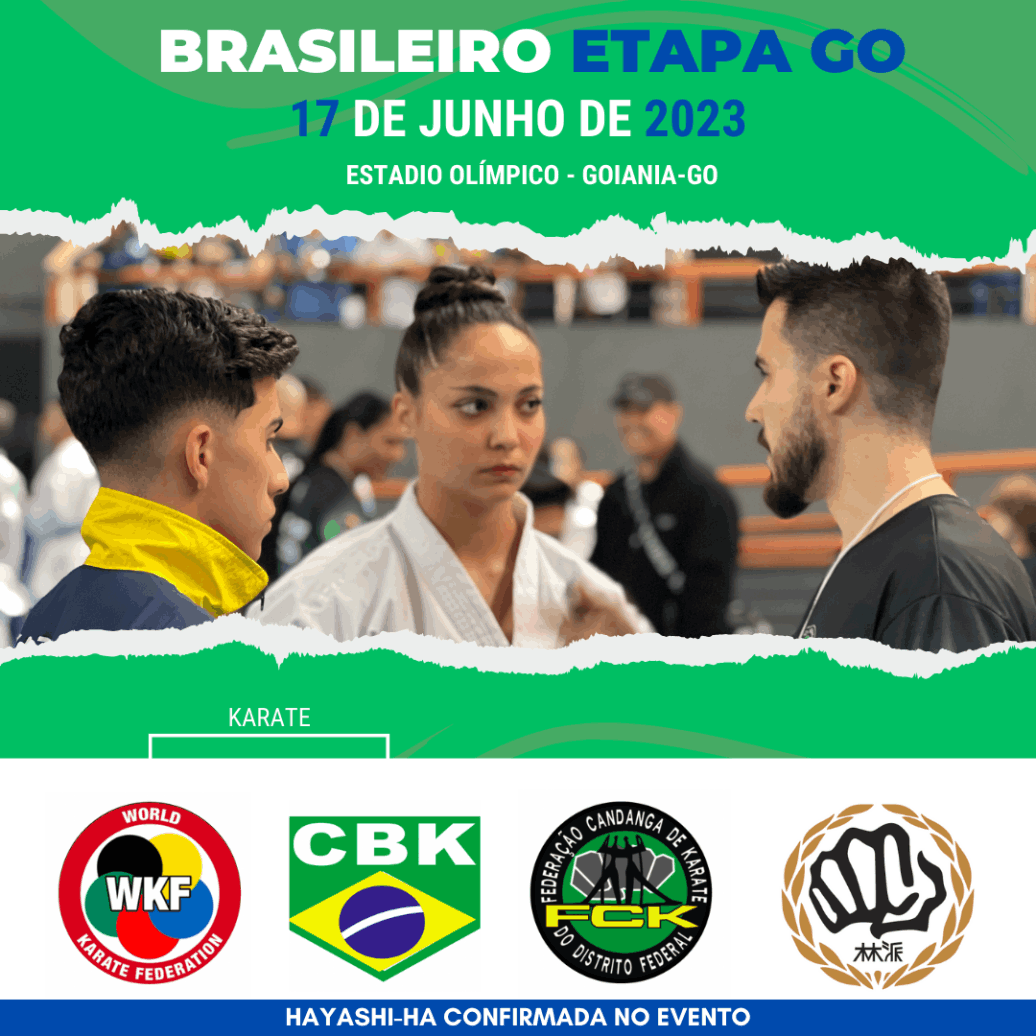 BRASILEIRO ETAPA GO
17 DE JUNHO DE 2023
ESTADIO OLÍMPICO - GOIANIA-GO
KARATE
WORLD
WKF
KARATE FEDERATION
CBK
FEDERAÇÃO CANDANGA DE KARATE
FCK
DO DISTRITO FEDERAL
林派
HAYASHI-HA CONFIRMADA NO EVENTO